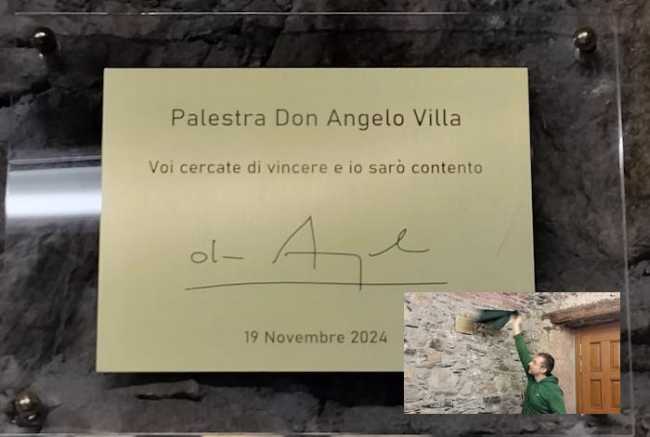 Palestra Don Angelo Villa
Voi cercate di vincere e io sarò contento
19 Novembre 2024